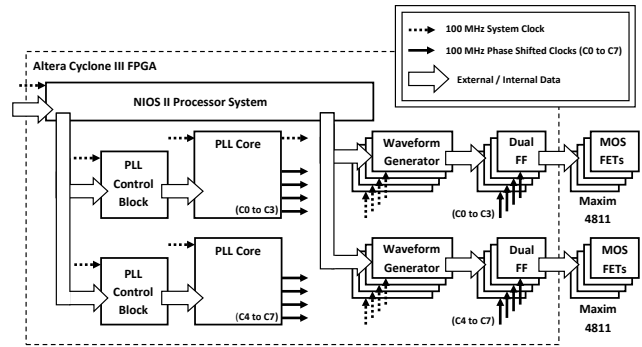 100 MHz System Clock
100 MHz Phase Shifted Clocks (C0 to C7)
External / Internal Data
Altera Cyclone III FPGA
NIOS II Processor System
PLL
Control
Block
PLL Core
(C0 to C3)
Waveform
Generator
Dual
FF
(C0 to C3)
MOS
FETs
Maxim
4811
PLL
Control
Block
PLL Core
(C4 to C7)
Waveform
Generator
Dual
FF
(C4 to C7)
MOS
FETs
Maxim
4811